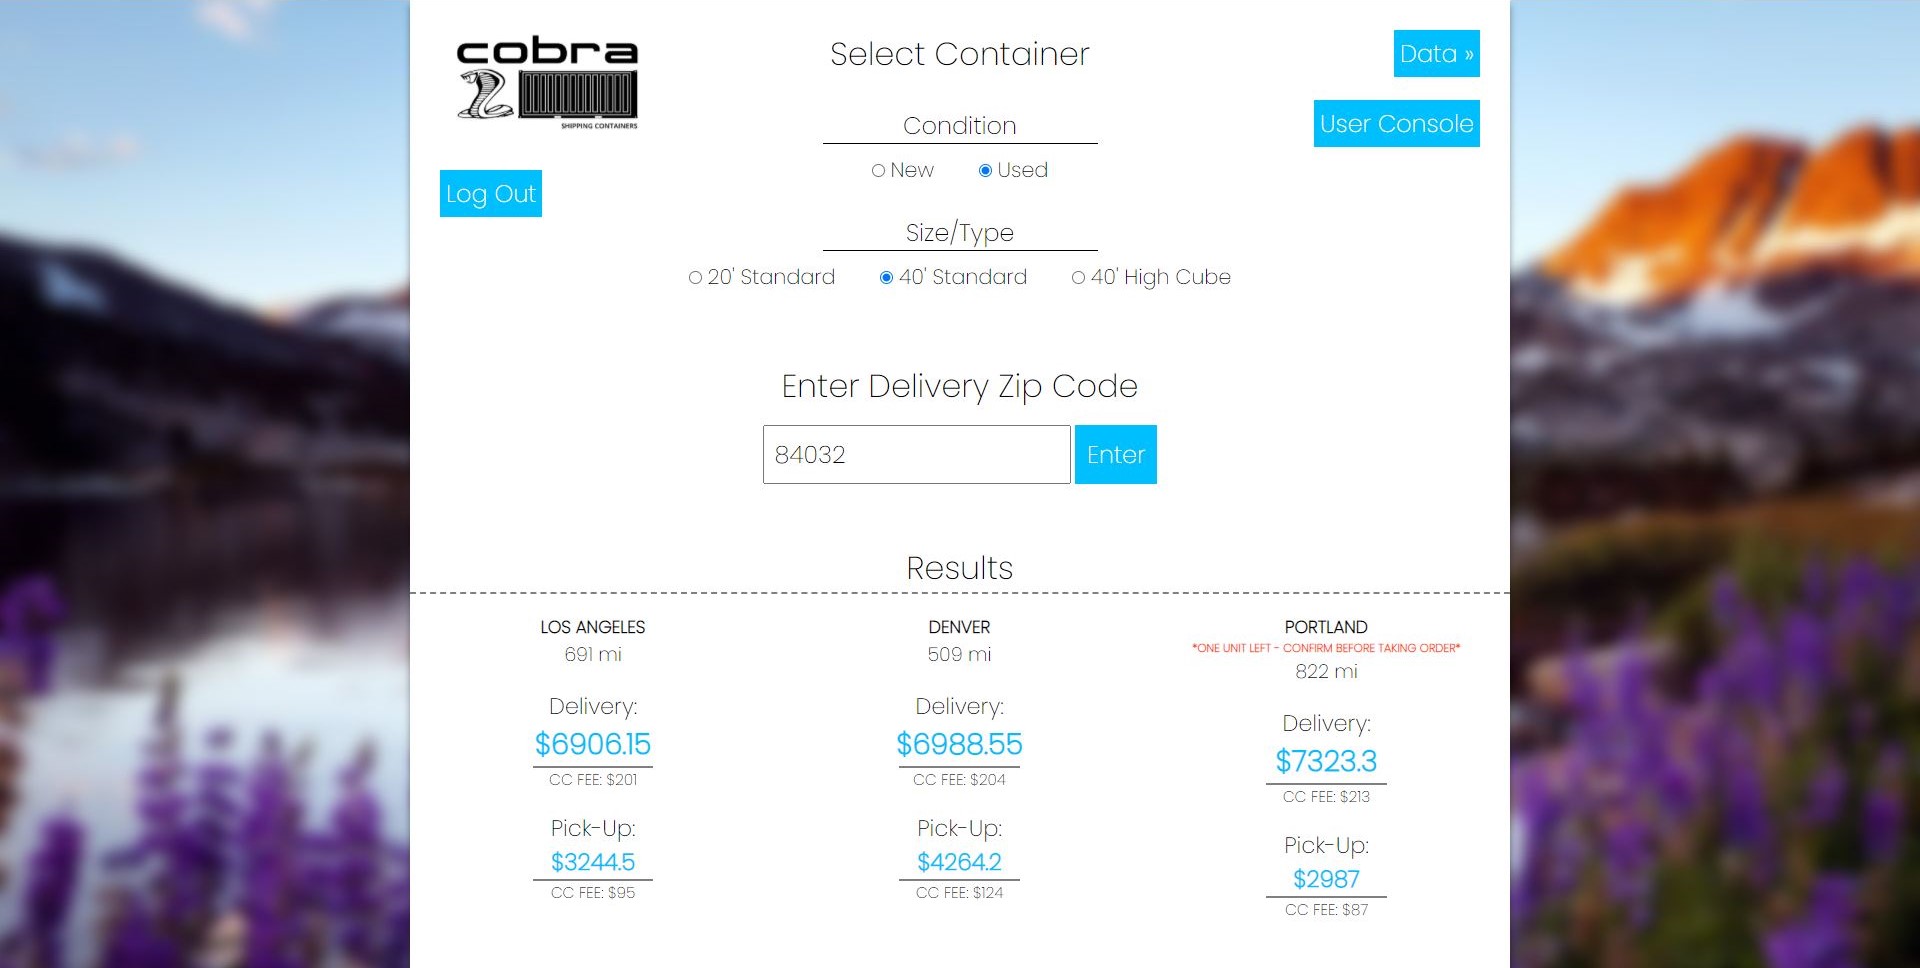 cobra
SHIPPING CONTAINERS
Select Container
Data »
User Console
Log Out
Condition
New
Used
Size/Type
20' Standard
40' Standard
40' High Cube
Enter Delivery Zip Code
84032
Enter
Results
LOS ANGELES
691 mi
Delivery:
$6906.15
CC FEE: $201
Pick-Up:
$3244.5
CC FEE: $95
DENVER
509 mi
Delivery:
$6988.55
CC FEE: $204
Pick-Up:
$4264.2
CC FEE: $124
PORTLAND
*ONE UNIT LEFT - CONFIRM BEFORE TAKING ORDER*
822 mi
Delivery:
$7323.3
CC FEE: $213
Pick-Up:
$2987
CC FEE: $87